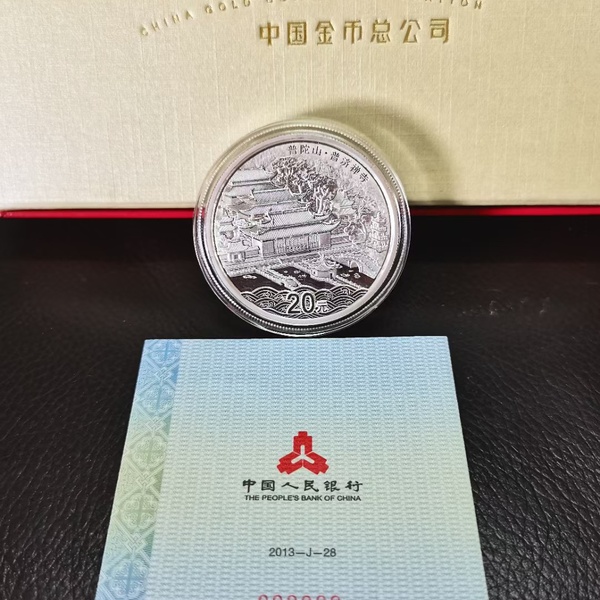 中国金币总公司
普陀山·普济禅寺
20元
中国人民银行
THE PEOPLE'S BANK OF CHINA
2013—J—28